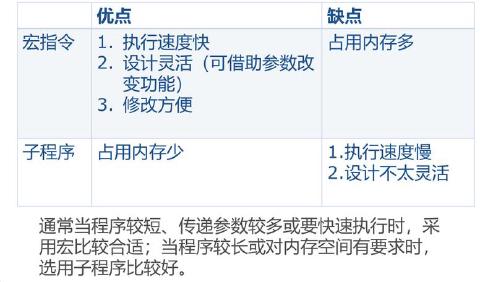 优点 缺点
宏指令 1. 执行速度快 占用内存多
2. 设计灵活（可借助参数改
变功能）
3. 修改方便
子程序 占用内存少 1.执行速度慢
2.设计不太灵活
通常当程序较短、传递参数较多或要快速执行时，采
用宏比较合适；当程序较长或对内存空间有要求时，
选用子程序比较好。